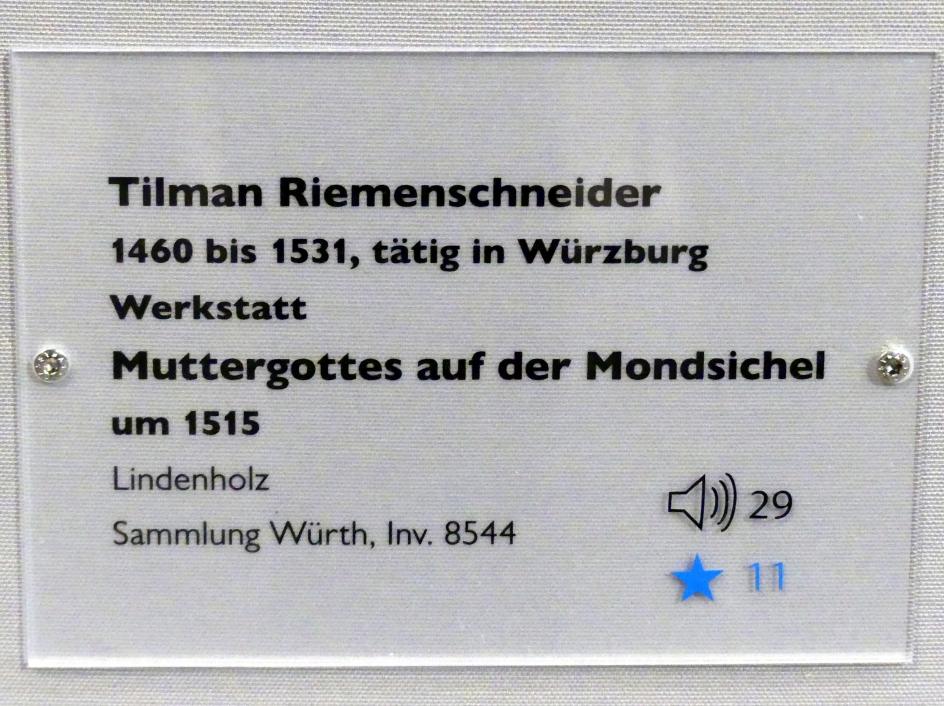 Tilman Riemenschneider
1460 bis 1531, tätig in Würzburg
Werkstatt
Muttergottes auf der Mondsichel
um 1515
Lindenholz
Sammlung Würth, Inv. 8544
29
11